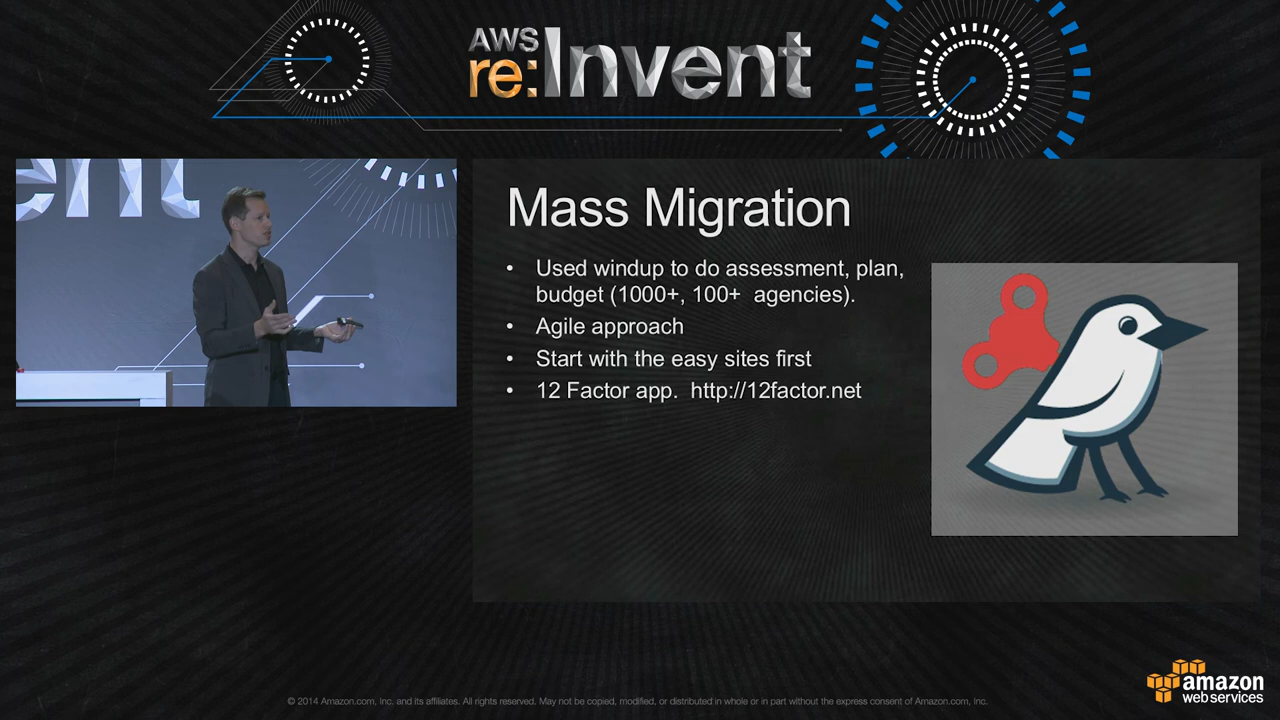 AWS
re:Invent
ent
Mass Migration
• Used windup to do assessment, plan,
budget (1000+, 100+ agencies).
• Agile approach
• Start with the easy sites first
• 12 Factor app. http://12factor.net
© 2014 Amazon.com, Inc. and its affiliates. All rights reserved. May not be copied, modified, or distributed in whole or in part without the express consent of Amazon.com, Inc.
amazon
web services